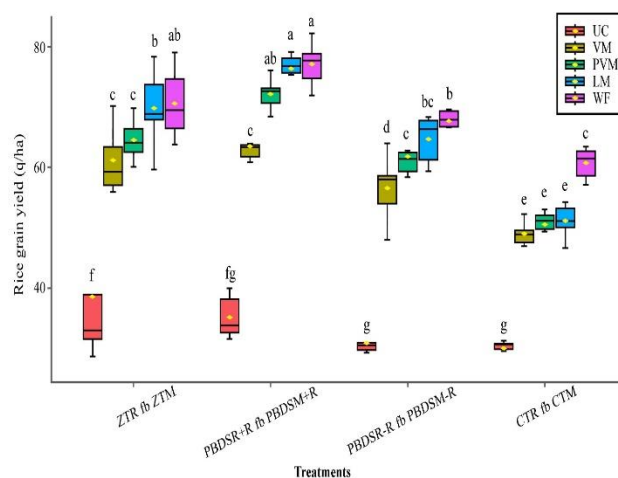 UC
VM
PVM
LM
WF
Rice grain yield (q/ha)
80
60
40
f c c b ab
fg c ab a a
g d c bc b
g e e e c
ZTR fb ZTM
PBDSR+R fb PBDSM+R
PBDSR-R fb PBDSM-R
CTR fb CTM
Treatments